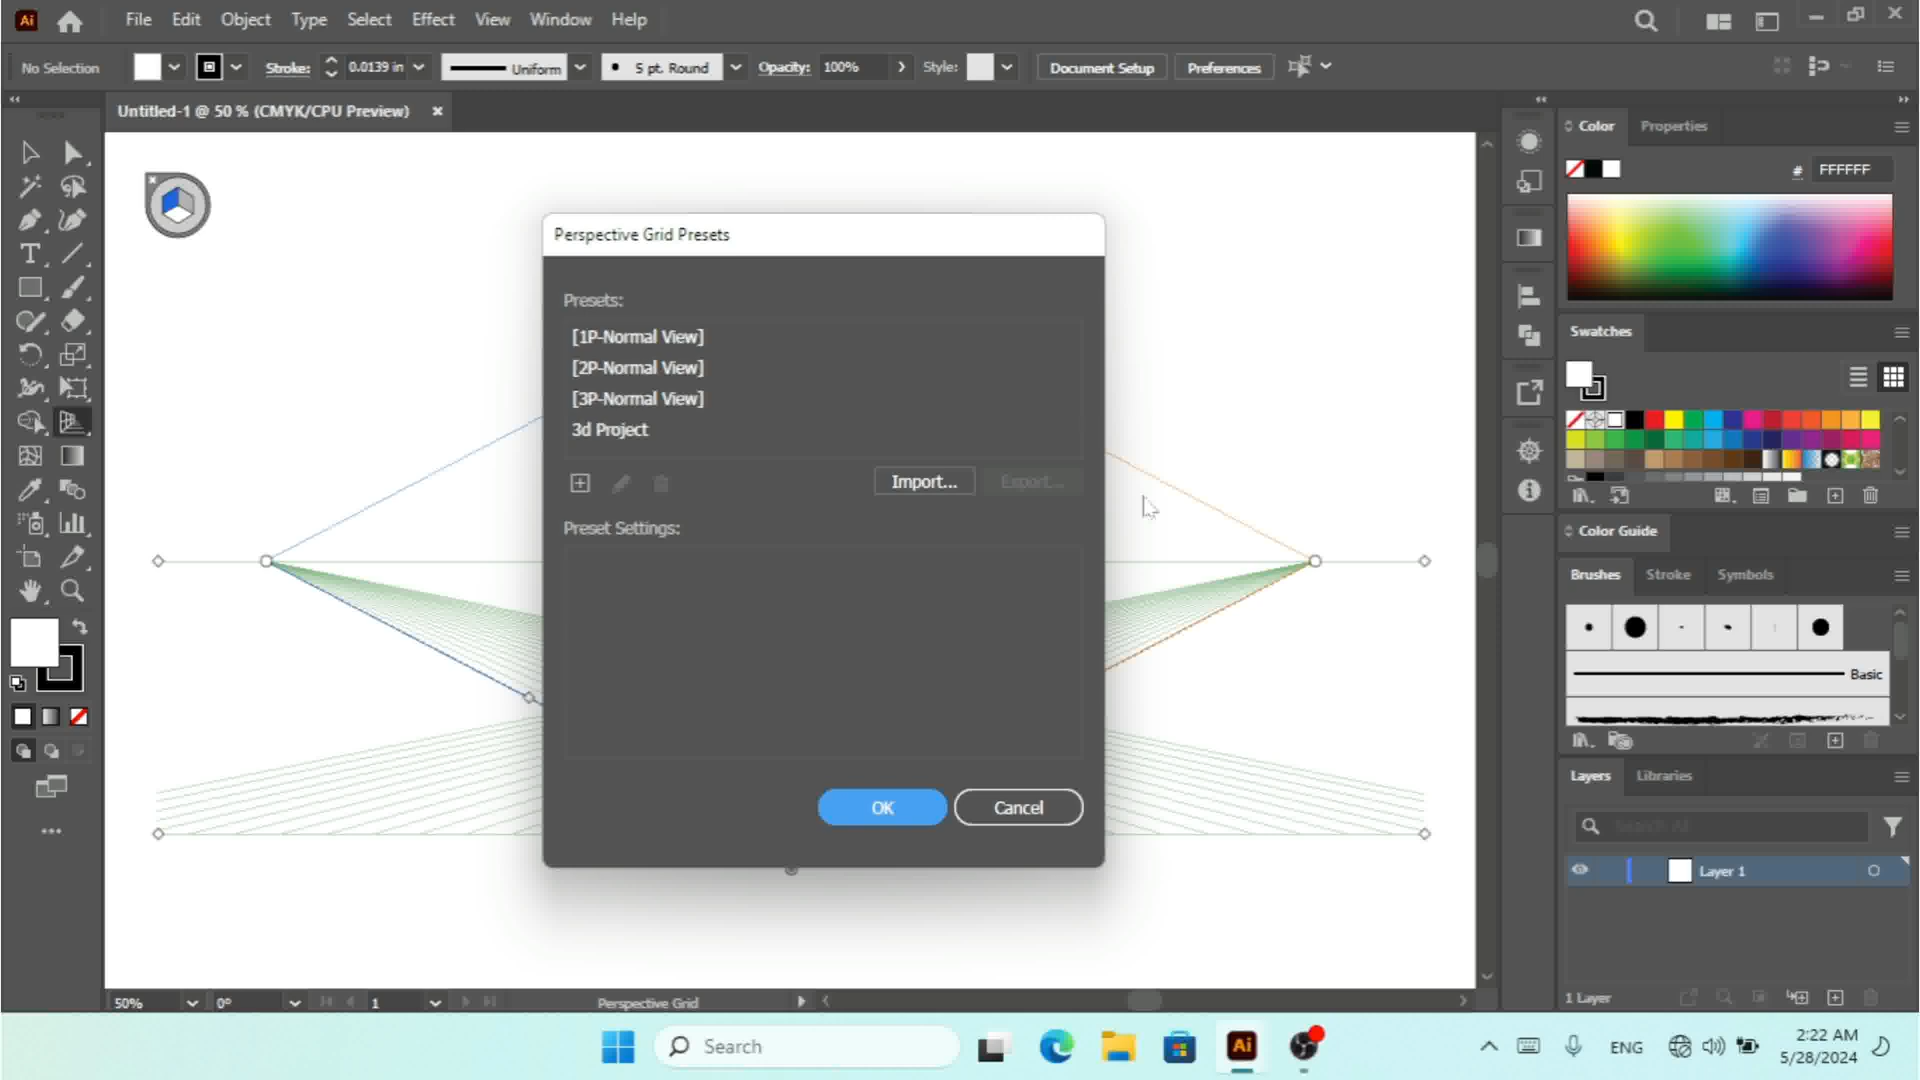 Ai File Edit Object Type Select Effect View Window Help
No Selection Stroke: 0.0139 in Uniform 5 pt. Round Opacity: 100% Style: Document Setup Preferences
Untitled-1 @ 50 % (CMYK/CPU Preview)
Color Properties
# FFFFFF
Perspective Grid Presets
Presets:
[1P-Normal View]
[2P-Normal View]
[3P-Normal View]
3d Project
Import... Export...
Preset Settings:
OK Cancel
Swatches
Color Guide
Brushes Stroke Symbols
Basic
Layers Libraries
Search All
Layer 1
1 Layer
50% 0° 1 Perspective Grid
Search
Ai
ENG
2:22 AM
5/28/2024